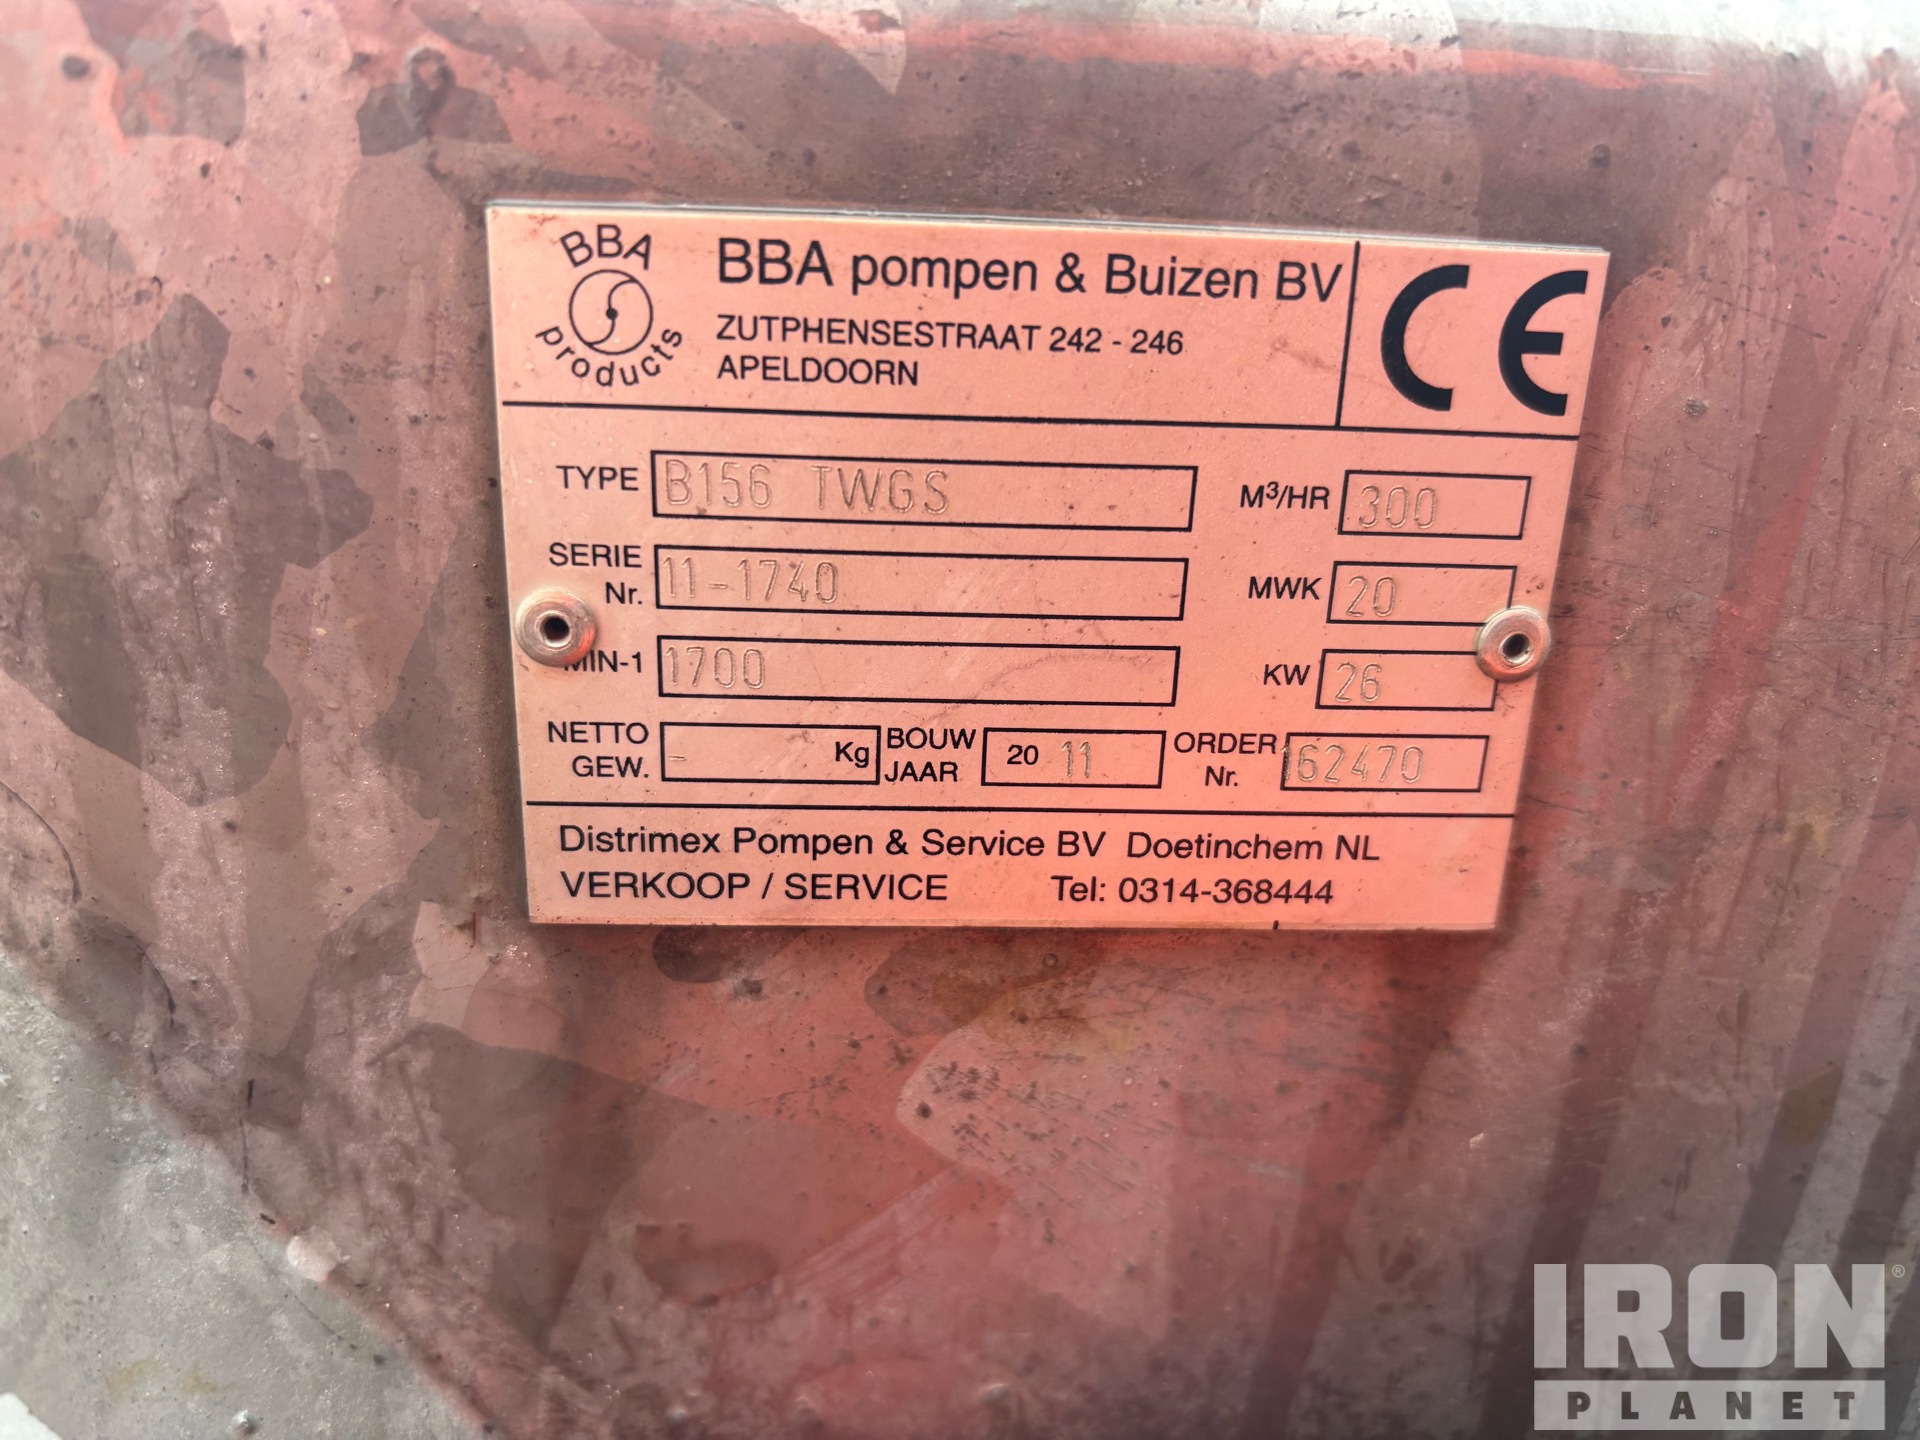 BBA
products
BBA pompen & Buizen BV
ZUTPHENSESTRAAT 242 - 246
APELDOORN
CE
TYPE B156 TWGS
M³/HR 300
SERIE Nr. 11-1740
MWK 20
MIN-1 1700
KW 26
NETTO GEW. - Kg
BOUW JAAR 20 11
ORDER Nr. 162470
Distrimex Pompen & Service BV Doetinchem NL
VERKOOP / SERVICE Tel: 0314-368444
IRON®
PLANET